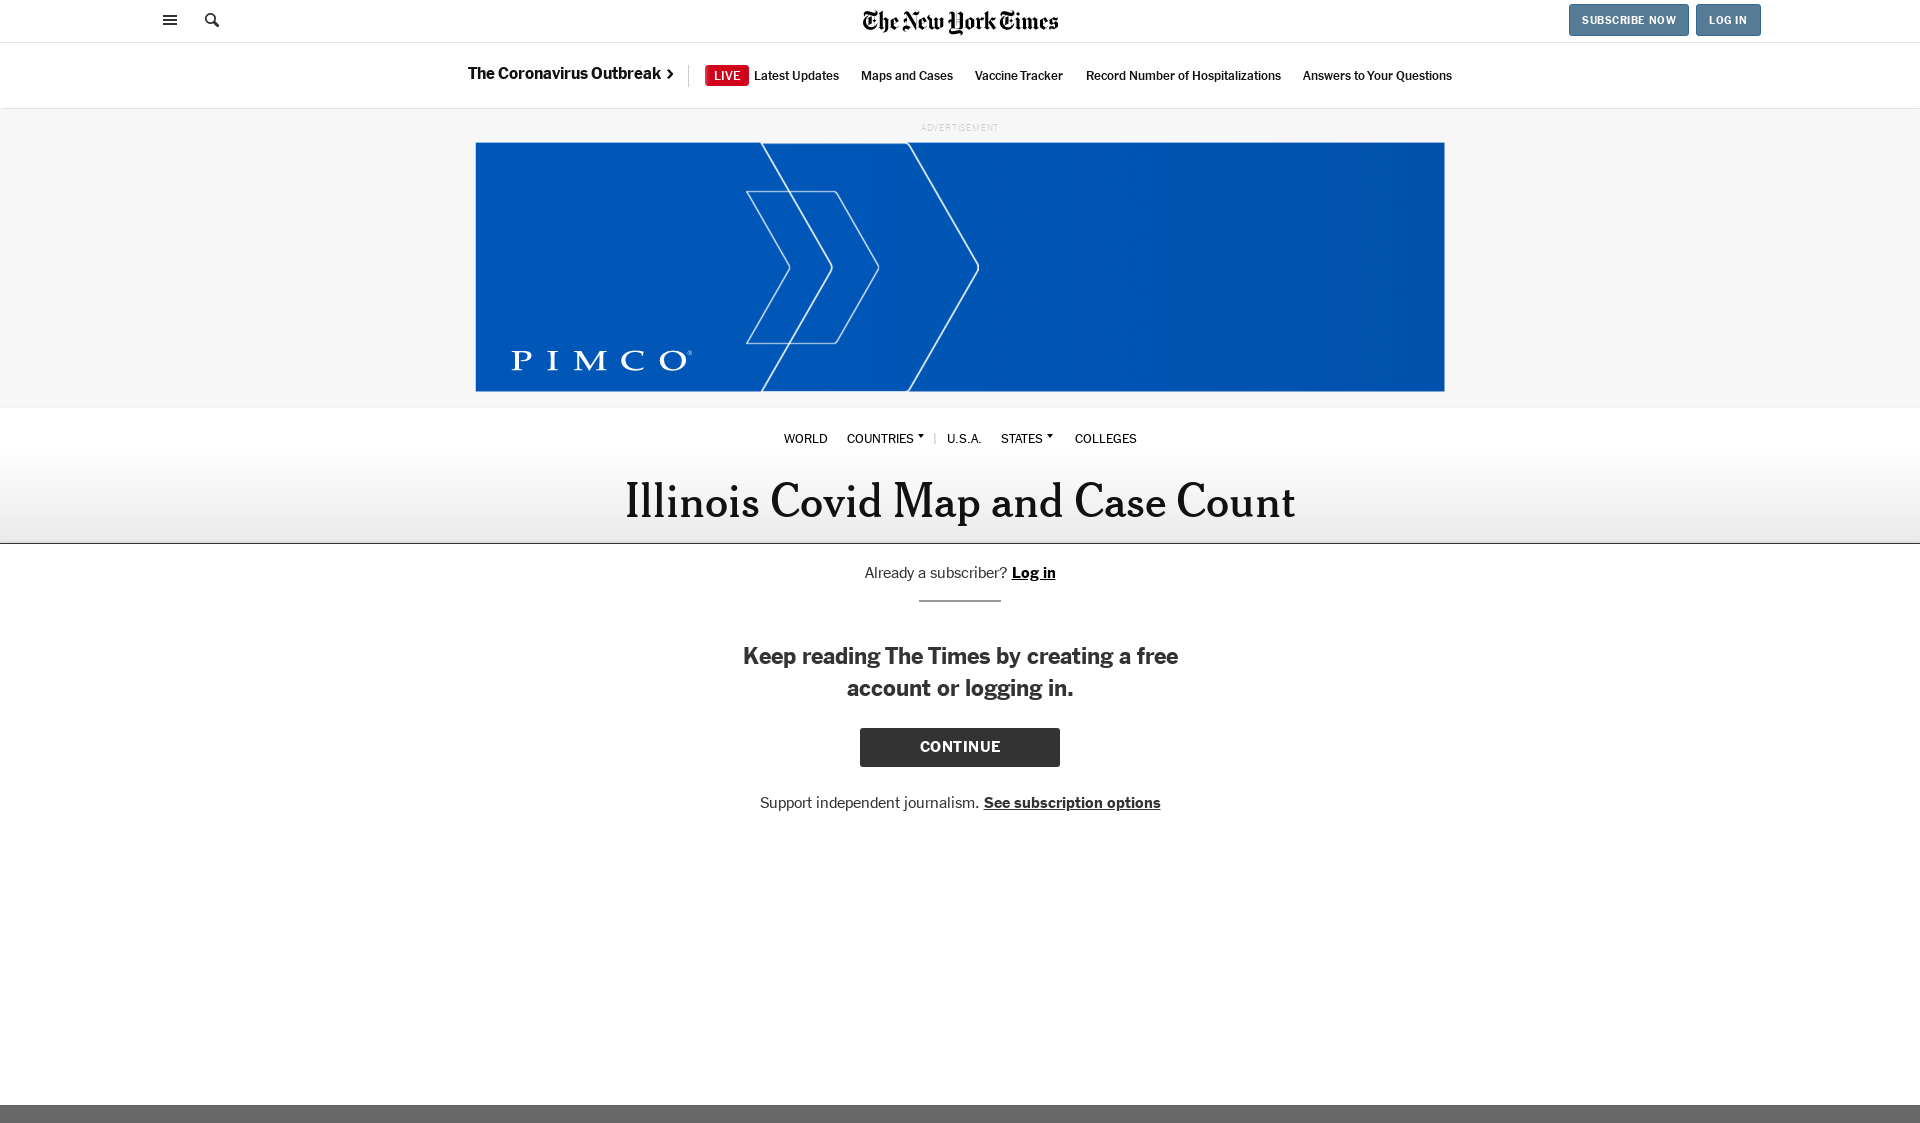 The New York Times
SUBSCRIBE NOW
LOG IN
The Coronavirus Outbreak
LIVE Latest Updates
Maps and Cases
Vaccine Tracker
Record Number of Hospitalizations
Answers to Your Questions
ADVERTISEMENT
PIMCO®
WORLD
COUNTRIES
U.S.A.
STATES
COLLEGES
Illinois Covid Map and Case Count
Already a subscriber? Log in
Keep reading The Times by creating a free
account or logging in.
CONTINUE
Support independent journalism. See subscription options